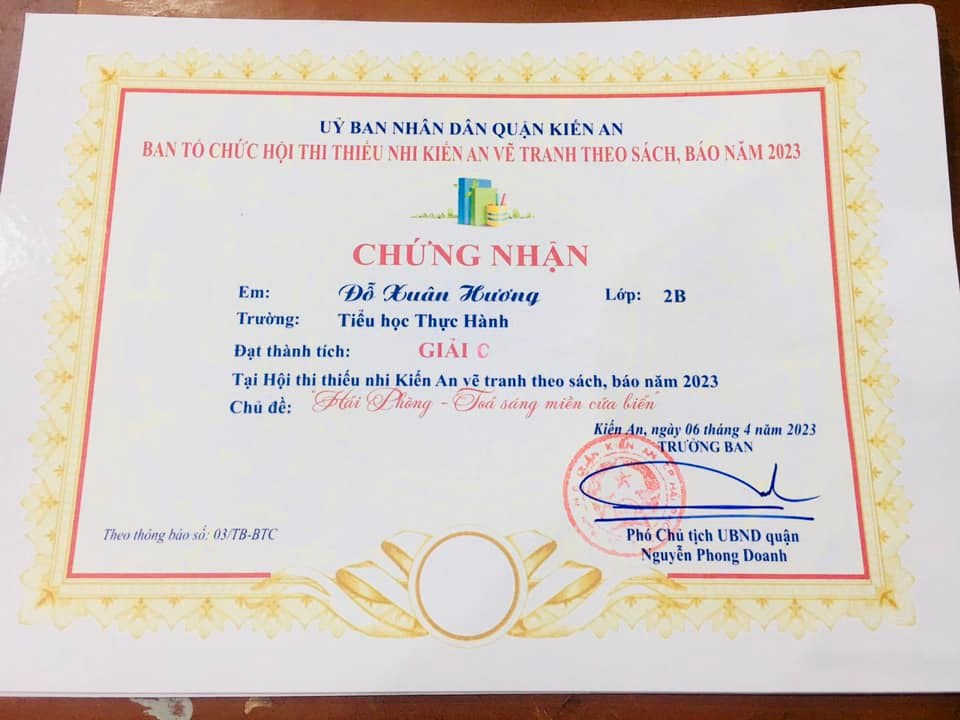 UỶ BAN NHÂN DÂN QUẬN KIẾN AN
BAN TỔ CHỨC HỘI THI THIẾU NHI KIẾN AN VẼ TRANH THEO SÁCH, BÁO NĂM 2023
CHỨNG NHẬN
Em: Đỗ Xuân Hương Lớp: 2B
Trường: Tiểu học Thực Hành
Đạt thành tích: GIẢI C
Tại Hội thi thiếu nhi Kiến An vẽ tranh theo sách, báo năm 2023
Chủ đề: "Hải Phòng - Toả sáng miền cửa biển"
Kiến An, ngày 06 tháng 4 năm 2023
TRƯỞNG BAN
QUẬN KIẾN AN
Theo thông báo số: 03/TB-BTC
Phó Chủ tịch UBND quận
Nguyễn Phong Doanh